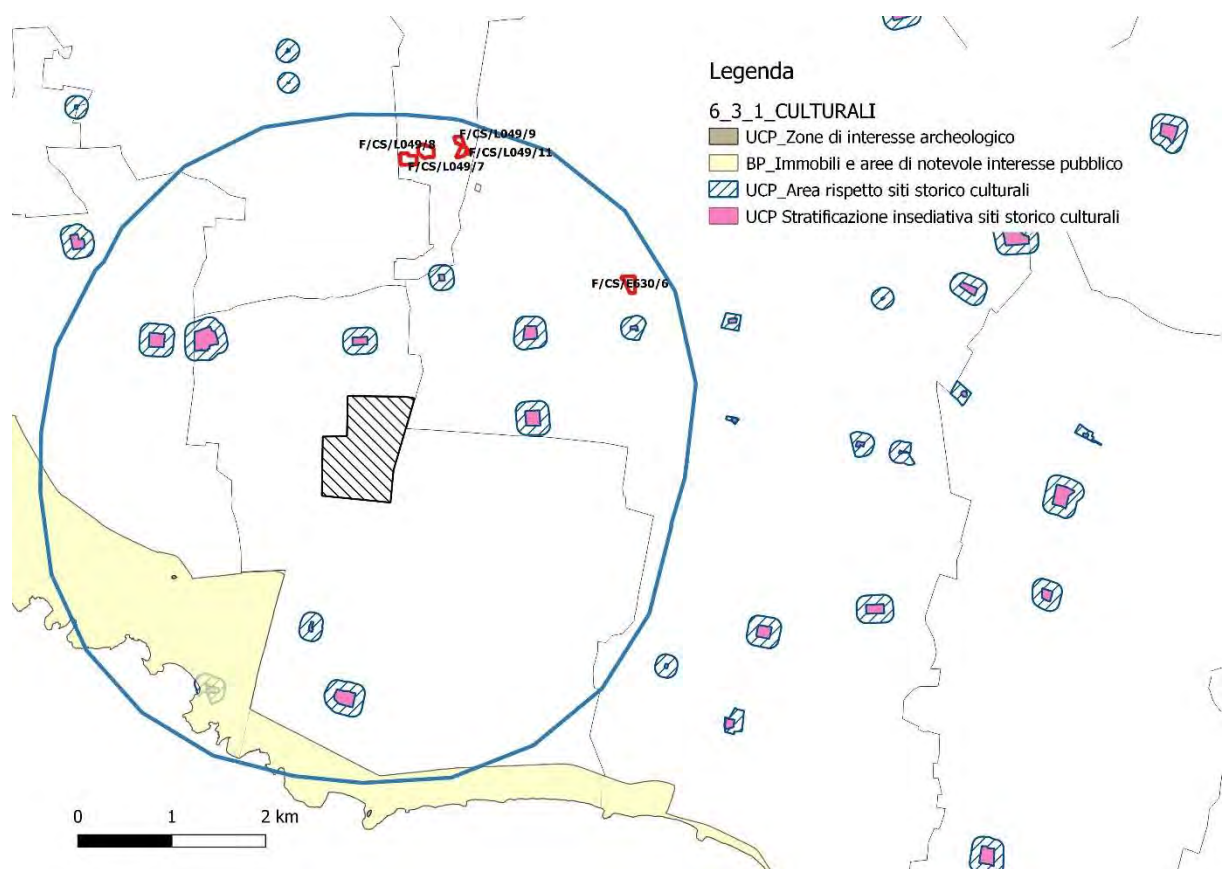 Legenda
6_3_1_CULTURALI
UCP_Zone di interesse archeologico
BP_Immobili e aree di notevole interesse pubblico
UCP_Area rispetto siti storico culturali
UCP Stratificazione insediativa siti storico culturali
F/CS/L049/9
F/CS/L049/8
F/CS/L049/11
F/CS/L049/7
F/CS/E630/6
0 1 2 km